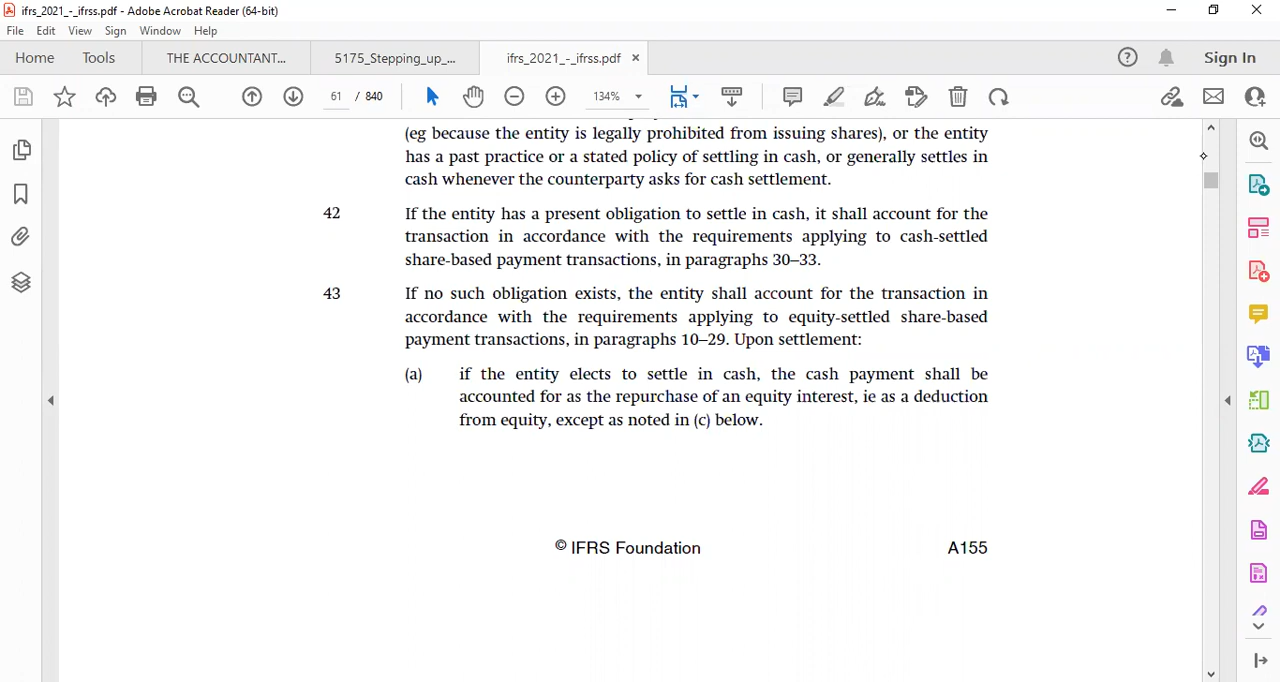 ifrs_2021_-_ifrss.pdf - Adobe Acrobat Reader (64-bit)
File Edit View Sign Window Help
Home Tools THE ACCOUNTANT... 5175_Stepping_up_... ifrs_2021_-_ifrss.pdf × Sign In
61 / 840 134%
(eg because the entity is legally prohibited from issuing shares), or the entity
has a past practice or a stated policy of settling in cash, or generally settles in
cash whenever the counterparty asks for cash settlement.
42 If the entity has a present obligation to settle in cash, it shall account for the
transaction in accordance with the requirements applying to cash-settled
share-based payment transactions, in paragraphs 30–33.
43 If no such obligation exists, the entity shall account for the transaction in
accordance with the requirements applying to equity-settled share-based
payment transactions, in paragraphs 10–29. Upon settlement:
(a) if the entity elects to settle in cash, the cash payment shall be
accounted for as the repurchase of an equity interest, ie as a deduction
from equity, except as noted in (c) below.
© IFRS Foundation A155